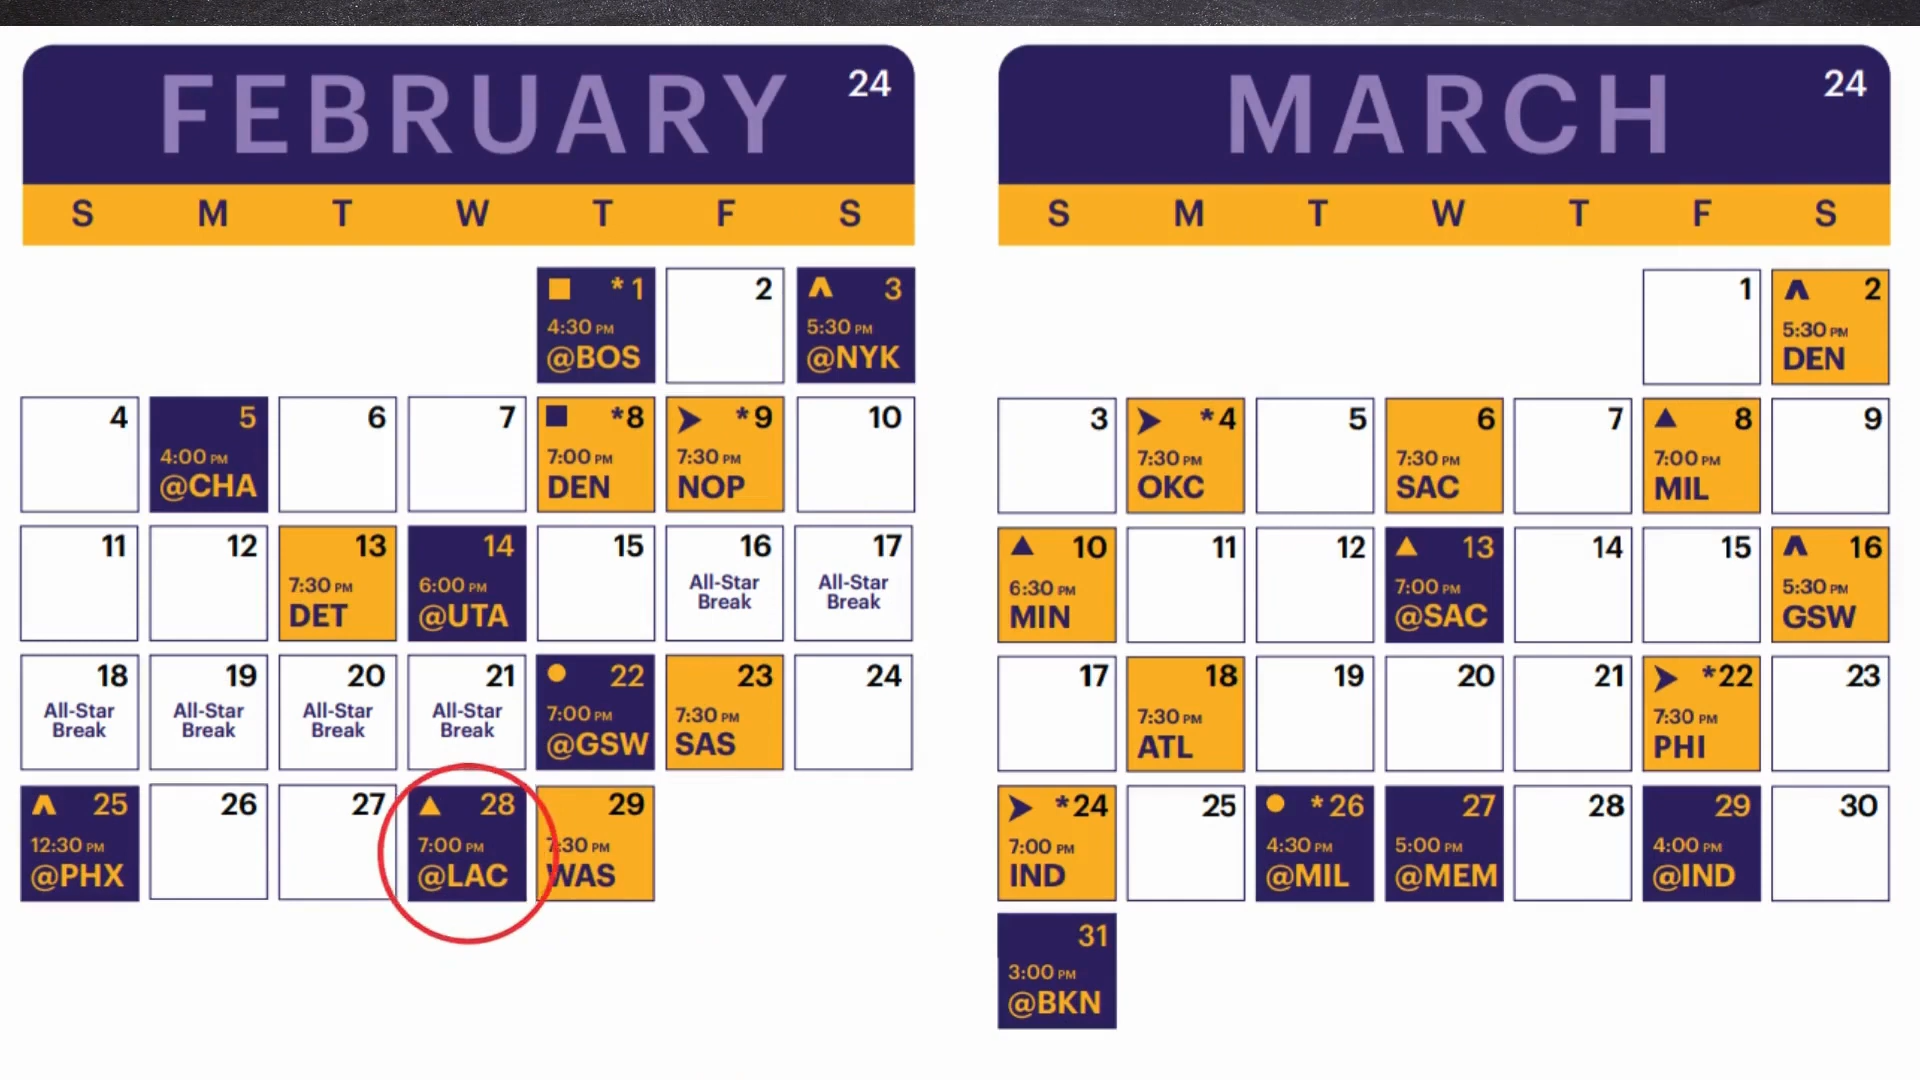 FEBRUARY 24
S M T W T F S
* 1
4:30 PM
@BOS
2
3
5:30 PM
@NYK
4
5
4:00 PM
@CHA
6
7
*8
7:00 PM
DEN
*9
7:30 PM
NOP
10
11
12
13
7:30 PM
DET
14
6:00 PM
@UTA
15
16
All-Star
Break
17
All-Star
Break
18
All-Star
Break
19
All-Star
Break
20
All-Star
Break
21
All-Star
Break
22
7:00 PM
@GSW
23
7:30 PM
SAS
24
25
12:30 PM
@PHX
26
27
28
7:00 PM
@LAC
29
7:30 PM
WAS
MARCH 24
S M T W T F S
1
2
5:30 PM
DEN
3
*4
7:30 PM
OKC
5
6
7:30 PM
SAC
7
8
7:00 PM
MIL
9
10
6:30 PM
MIN
11
12
13
7:00 PM
@SAC
14
15
16
5:30 PM
GSW
17
18
7:30 PM
ATL
19
20
21
*22
7:30 PM
PHI
23
*24
7:00 PM
IND
25
*26
4:30 PM
@MIL
27
5:00 PM
@MEM
28
29
4:00 PM
@IND
30
31
3:00 PM
@BKN